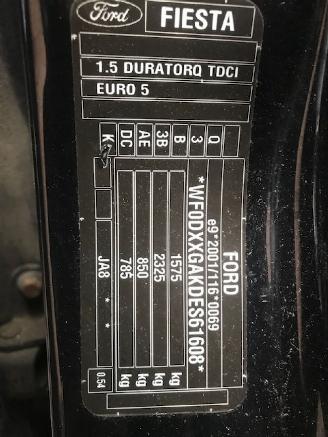 Ford
FIESTA
1.5 DURATORQ TDCI
EURO 5
FORD
e9*2001/116*0069
*WF0DXXGAKDES61608*
1575 kg
2325 kg
850 kg
785 kg
JA8 * *
0.54
Q
3
B
3B
AE
DC
K